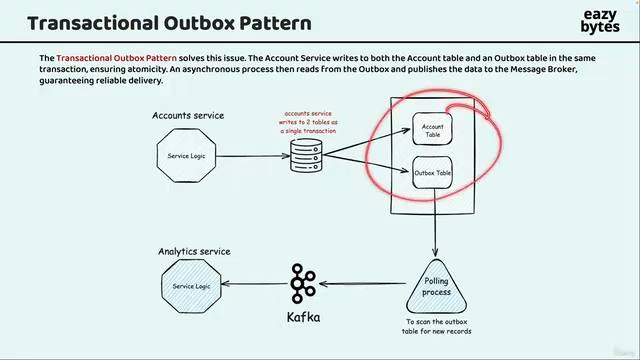 Transactional Outbox Pattern
eazy
bytes
The Transactional Outbox Pattern solves this issue. The Account Service writes to both the Account table and an Outbox table in the same
transaction, ensuring atomicity. An asynchronous process then reads from the Outbox and publishes the data to the Message Broker,
guaranteeing reliable delivery.
Accounts service
accounts service
writes to 2 tables as
a single transaction
Service Logic
Account
Table
Outbox Table
Analytics service
Service Logic
Kafka
Polling
process
To scan the outbox
table for new records